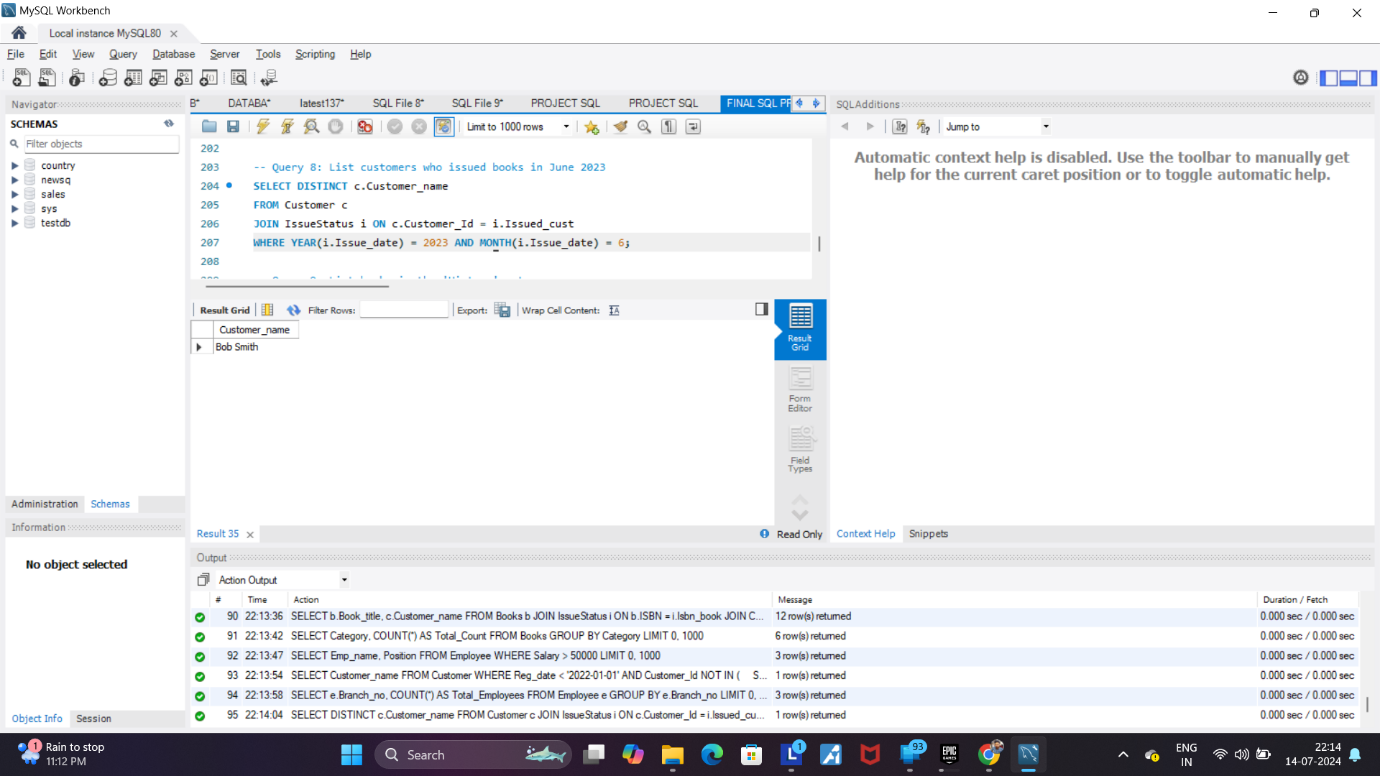 MySQL Workbench
Local instance MySQL80
File Edit View Query Database Server Tools Scripting Help
Navigator
SCHEMAS
Filter objects
country
newsq
sales
sys
testdb
Administration Schemas
Information
No object selected
Object Info Session
B* DATABA* latest137* SQL File 8* SQL File 9* PROJECT SQL PROJECT SQL FINAL SQL PR
Limit to 1000 rows
202
203 -- Query 8: List customers who issued books in June 2023
204 SELECT DISTINCT c.Customer_name
205 FROM Customer c
206 JOIN IssueStatus i ON c.Customer_Id = i.Issued_cust
207 WHERE YEAR(i.Issue_date) = 2023 AND MONTH(i.Issue_date) = 6;
208
Result Grid Filter Rows: Export: Wrap Cell Content:
Customer_name
Bob Smith
Result Grid
Form Editor
Field Types
Result 35
Read Only
SQLAdditions
Jump to
Automatic context help is disabled. Use the toolbar to manually get
help for the current caret position or to toggle automatic help.
Context Help Snippets
Output
Action Output
# Time Action Message Duration / Fetch
90 22:13:36 SELECT b.Book_title, c.Customer_name FROM Books b JOIN IssueStatus i ON b.ISBN = i.Isbn_book JOIN C... 12 row(s) returned 0.000 sec / 0.000 sec
91 22:13:42 SELECT Category, COUNT(*) AS Total_Count FROM Books GROUP BY Category LIMIT 0, 1000 6 row(s) returned 0.000 sec / 0.000 sec
92 22:13:47 SELECT Emp_name, Position FROM Employee WHERE Salary > 50000 LIMIT 0, 1000 3 row(s) returned 0.000 sec / 0.000 sec
93 22:13:54 SELECT Customer_name FROM Customer WHERE Reg_date < '2022-01-01' AND Customer_Id NOT IN ( S... 1 row(s) returned 0.000 sec / 0.000 sec
94 22:13:58 SELECT e.Branch_no, COUNT(*) AS Total_Employees FROM Employee e GROUP BY e.Branch_no LIMIT 0, ... 3 row(s) returned 0.000 sec / 0.000 sec
95 22:14:04 SELECT DISTINCT c.Customer_name FROM Customer c JOIN IssueStatus i ON c.Customer_Id = i.Issued_cu... 1 row(s) returned 0.000 sec / 0.000 sec
1
Rain to stop
11:12 PM
Search
1
93
EPIC GAMES
ENG
IN
22:14
14-07-2024